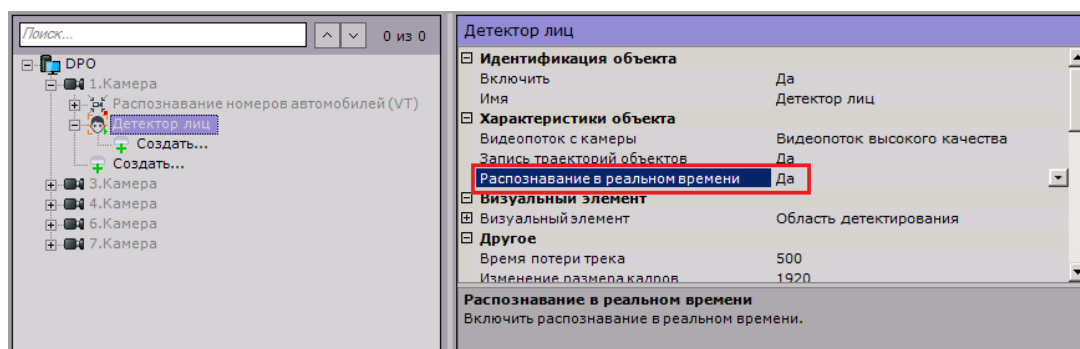 Поиск...
0 из 0
DPO
1.Камера
Распознавание номеров автомобилей (VT)
Детектор лиц
Создать...
Создать...
3.Камера
4.Камера
6.Камера
7.Камера
Детектор лиц
Идентификация объекта
Включить Да
Имя Детектор лиц
Характеристики объекта
Видеопоток с камеры Видеопоток высокого качества
Запись траекторий объектов Да
Распознавание в реальном времени Да
Визуальный элемент
Визуальный элемент Область детектирования
Другое
Время потери трека 500
Изменение размера кадров 1920
Распознавание в реальном времени
Включить распознавание в реальном времени.